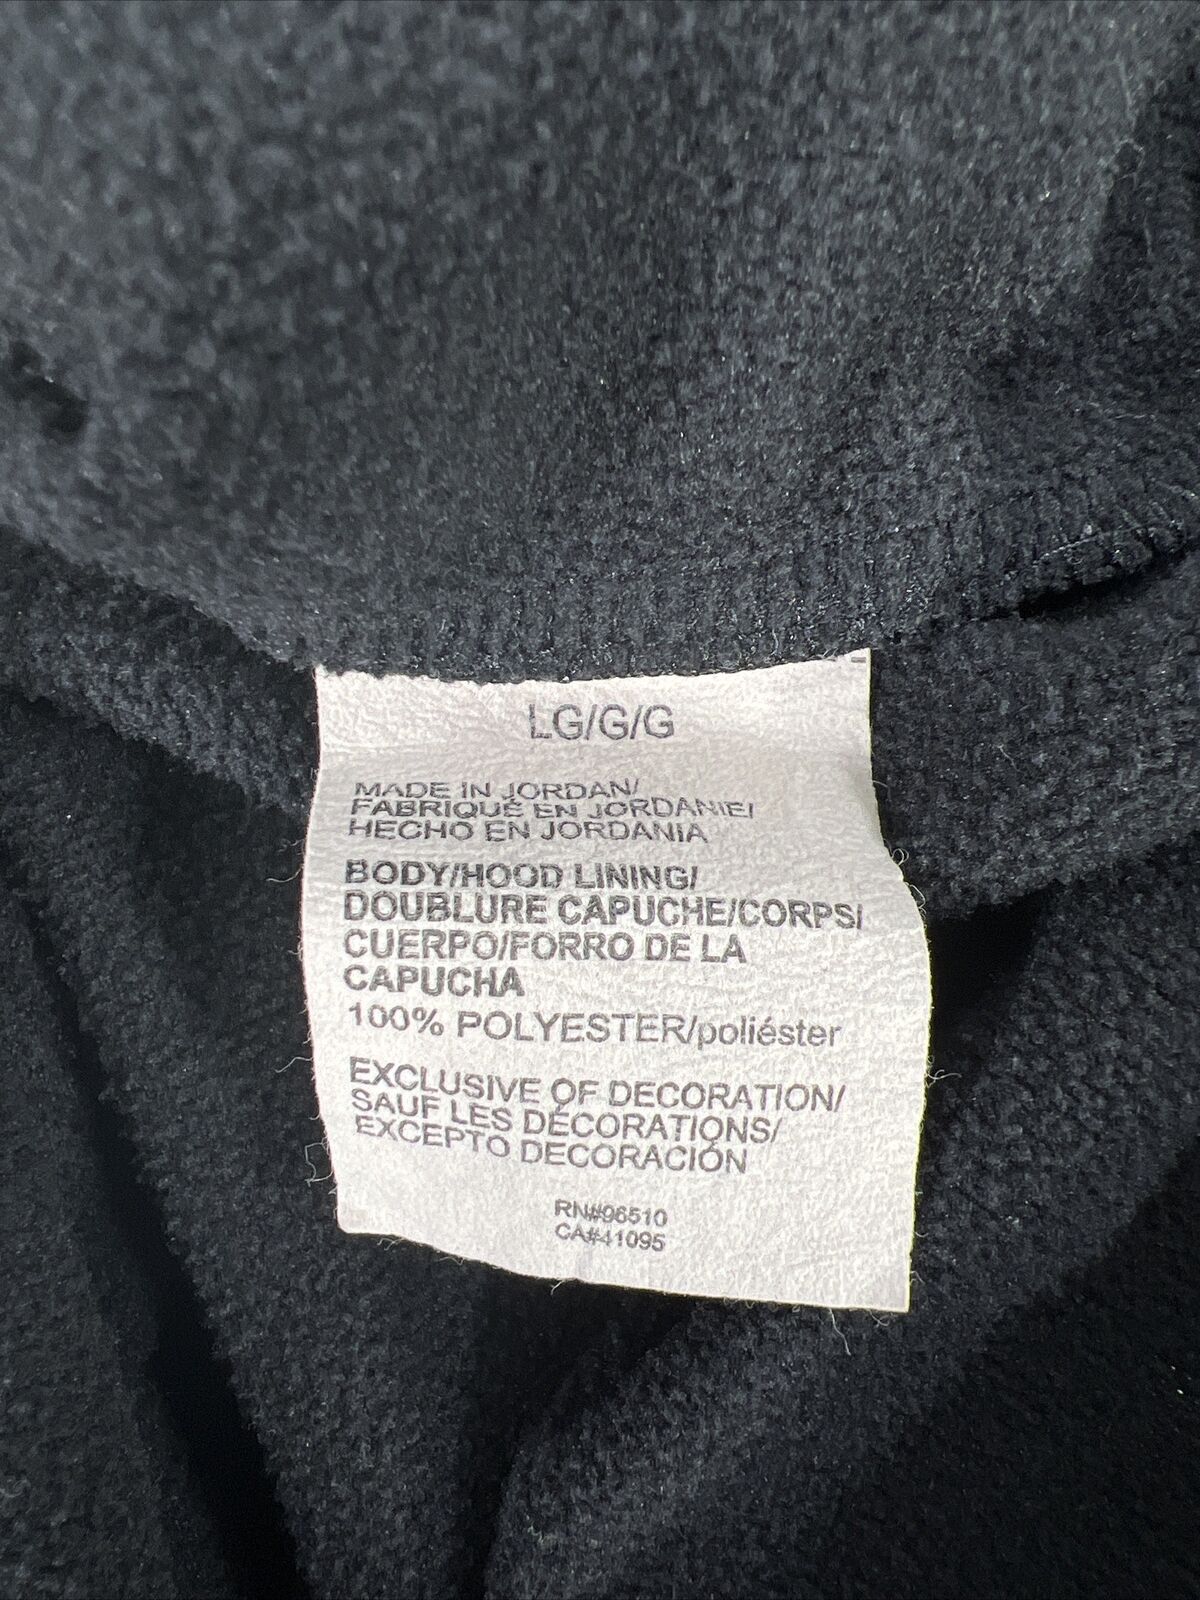 LG/G/G
MADE IN JORDAN/
FABRIQUÉ EN JORDANIE/
HECHO EN JORDANIA
BODY/HOOD LINING/
DOUBLURE CAPUCHE/CORPS/
CUERPO/FORRO DE LA
CAPUCHA
100% POLYESTER/poliéster
EXCLUSIVE OF DECORATION/
SAUF LES DÉCORATIONS/
EXCEPTO DECORACIÓN
RN#96510
CA#41095